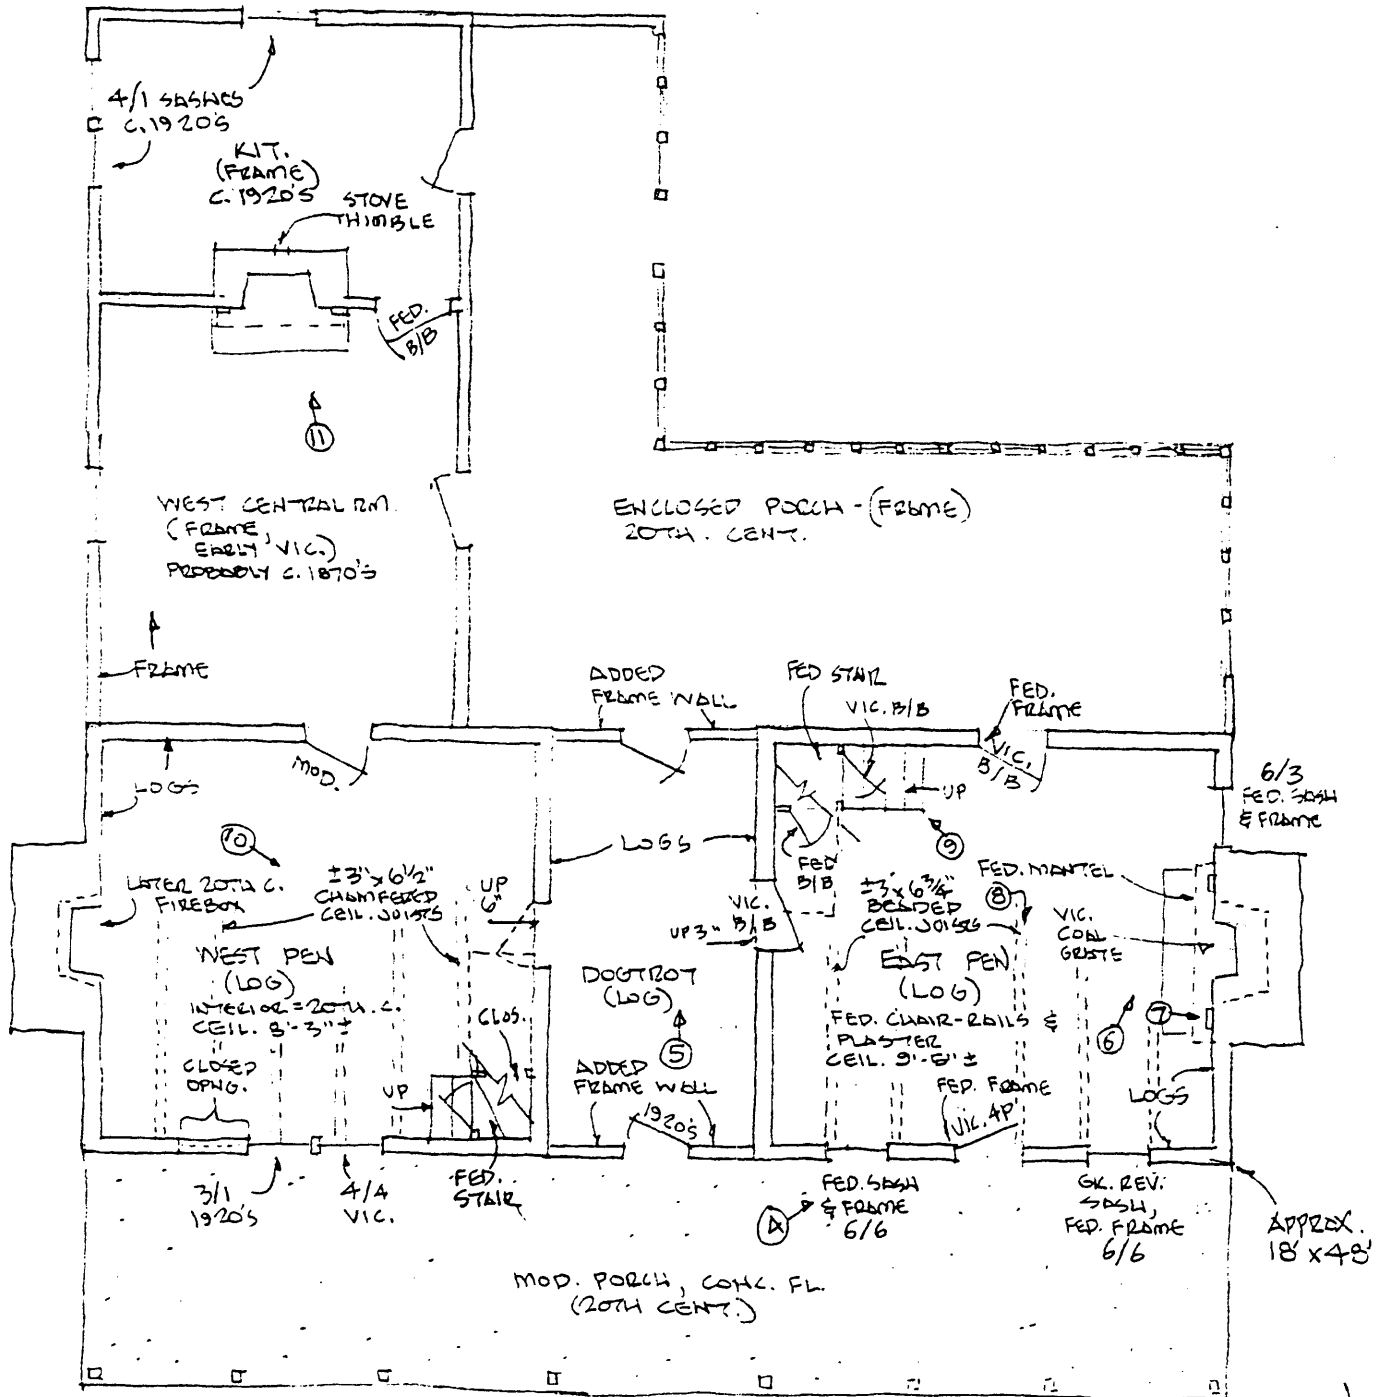 4/1 SASHES
C. 1920'S
KIT.
(FRAME)
C. 1920'S
STOVE
THIMBLE
FED.
B/B
11
WEST CENTRAL RM.
(FRAME,
EARLY VIC.)
PROBABLY C. 1870'S
ENCLOSED PORCH - (FRAME)
20TH. CENT.
FRAME
ADDED
FRAME WALL
FED STAIR
VIC. B/B
FED.
FRAME
MOD.
VIC.
B/B
LOGS
UP
6/3
FED. SASH
& FRAME
10
LOGS
9
FED
B/B
LATER 20TH C.
FIREBOX
±3" x 6 1/2"
CHAMFERED
CEIL. JOISTS
UP
6"
VIC.
B/B
UP 3"
±3 x 6 3/4"
BEADED
CEIL. JOISTS
8
FED. MANTEL
VIC.
COAL
GRATE
WEST PEN
(LOG)
INTERIOR = 20TH. C.
CEIL. 8'-3" ±
DOGTROT
(LOG)
EAST PEN
(LOG)
FED. CHAIR-RAILS &
PLASTER
CEIL. 9'-8" ±
CLOS.
5
6
7
CLOSED
OPNG.
UP
ADDED
FRAME WALL
1920'S
FED. FRAME
VIC. 4P
LOGS
3/1
1920'S
4/4
VIC.
FED.
STAIR
4
FED. SASH
& FRAME
6/6
GK. REV.
SASH,
FED. FRAME
6/6
APPROX.
18' x 48'
MOD. PORCH, CONC. FL.
(20TH CENT.)